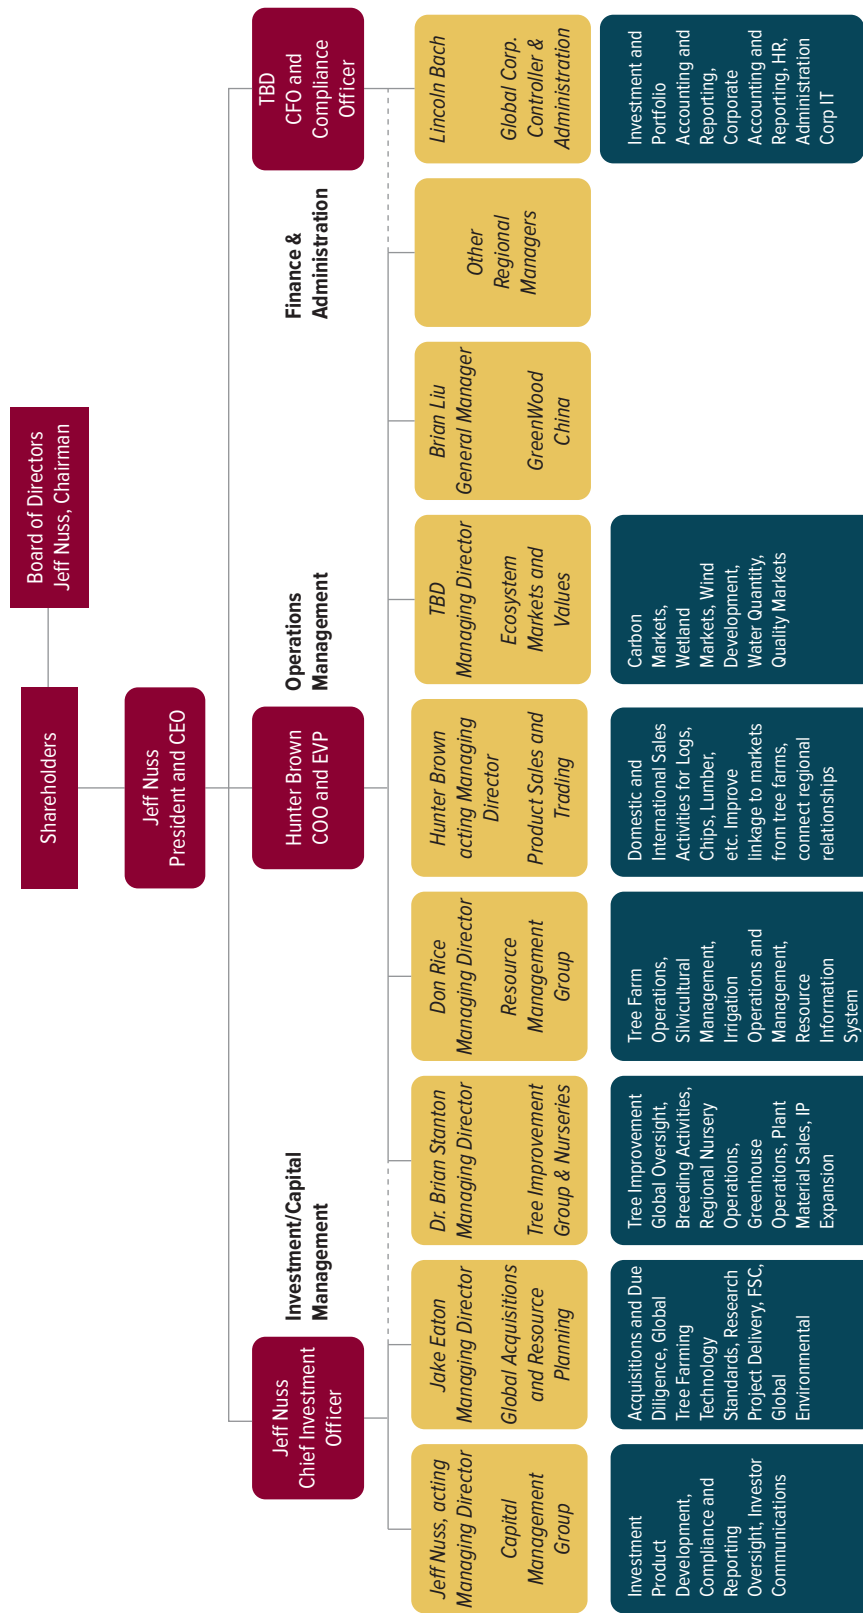 Shareholders
Board of Directors
Jeff Nuss, Chairman
Jeff Nuss
President and CEO
Jeff Nuss
Chief Investment
Officer
Investment/Capital
Management
Hunter Brown
COO and EVP
Operations
Management
Finance &
Administration
TBD
CFO and
Compliance
Officer
Jeff Nuss, acting
Managing Director
Capital
Management
Group
Jake Eaton
Managing Director
Global Acquisitions
and Resource
Planning
Dr. Brian Stanton
Managing Director
Tree Improvement
Group & Nurseries
Don Rice
Managing Director
Resource
Management
Group
Hunter Brown
acting Managing
Director
Product Sales and
Trading
TBD
Managing Director
Ecosystem
Markets and
Values
Brian Liu
General Manager
GreenWood
China
Other
Regional
Managers
Lincoln Bach
Global Corp.
Controller &
Administration
Investment
Product
Development,
Compliance and
Reporting
Oversight, Investor
Communications
Acquisitions and Due
Diligence, Global
Tree Farming
Technology
Standards, Research
Project Delivery, FSC,
Global
Environmental
Tree Improvement
Global Oversight,
Breeding Activities,
Regional Nursery
Operations,
Greenhouse
Operations, Plant
Material Sales, IP
Expansion
Tree Farm
Operations,
Silvicultural
Management,
Irrigation
Operations and
Management,
Resource
Information
System
Domestic and
International Sales
Activities for Logs,
Chips, Lumber,
etc. Improve
linkage to markets
from tree farms,
connect regional
relationships
Carbon
Markets,
Wetland
Markets, Wind
Development,
Water Quantity,
Quality Markets
Investment and
Portfolio
Accounting and
Reporting,
Corporate
Accounting and
Reporting, HR,
Administration
Corp IT